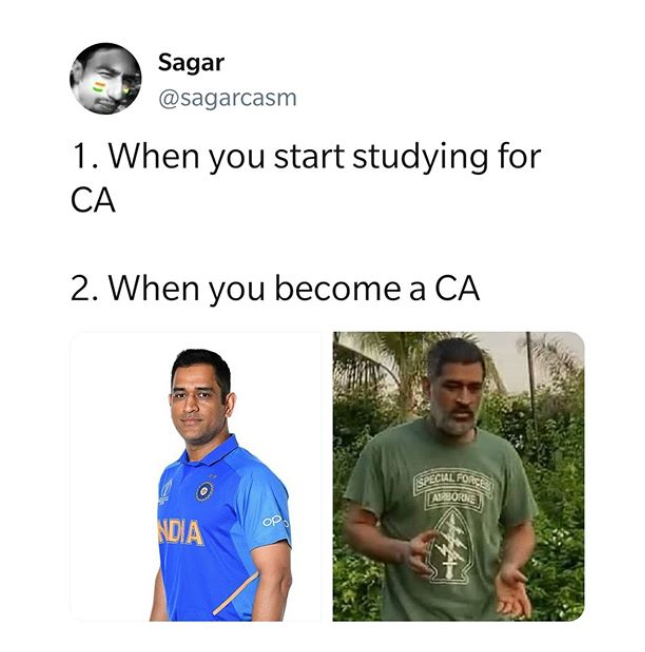 Sagar
@sagarcasm
1. When you start studying for
CA
2. When you become a CA
NDIA
SPECIAL FORCES
AIRBORNE